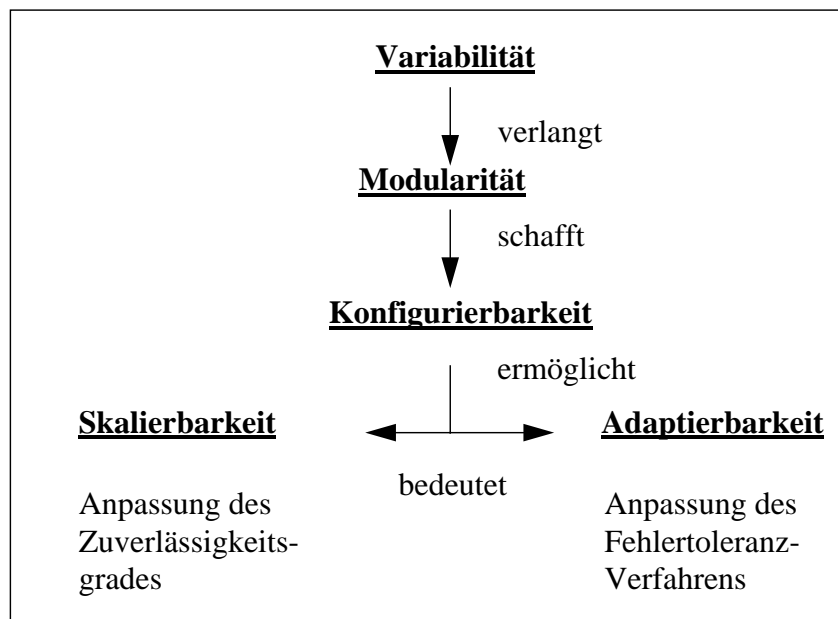 Variabilität
verlangt
Modularität
schafft
Konfigurierbarkeit
ermöglicht
Skalierbarkeit
Adaptierbarkeit
bedeutet
Anpassung des
Zuverlässigkeits-
grades
Anpassung des
Fehlertoleranz-
Verfahrens